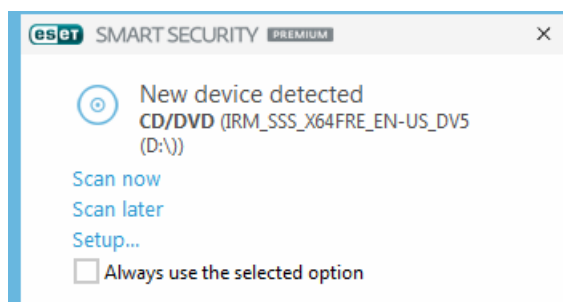 eset SMART SECURITY PREMIUM
New device detected
CD/DVD (IRM_SSS_X64FRE_EN-US_DV5
(D:\))
Scan now
Scan later
Setup...
Always use the selected option